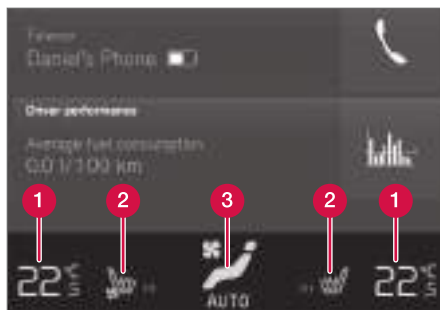 Daniel's Phone
Driver performance
Average fuel consumption
0.0 l/100 km
1 2 3 2 1
22 22
AUTO